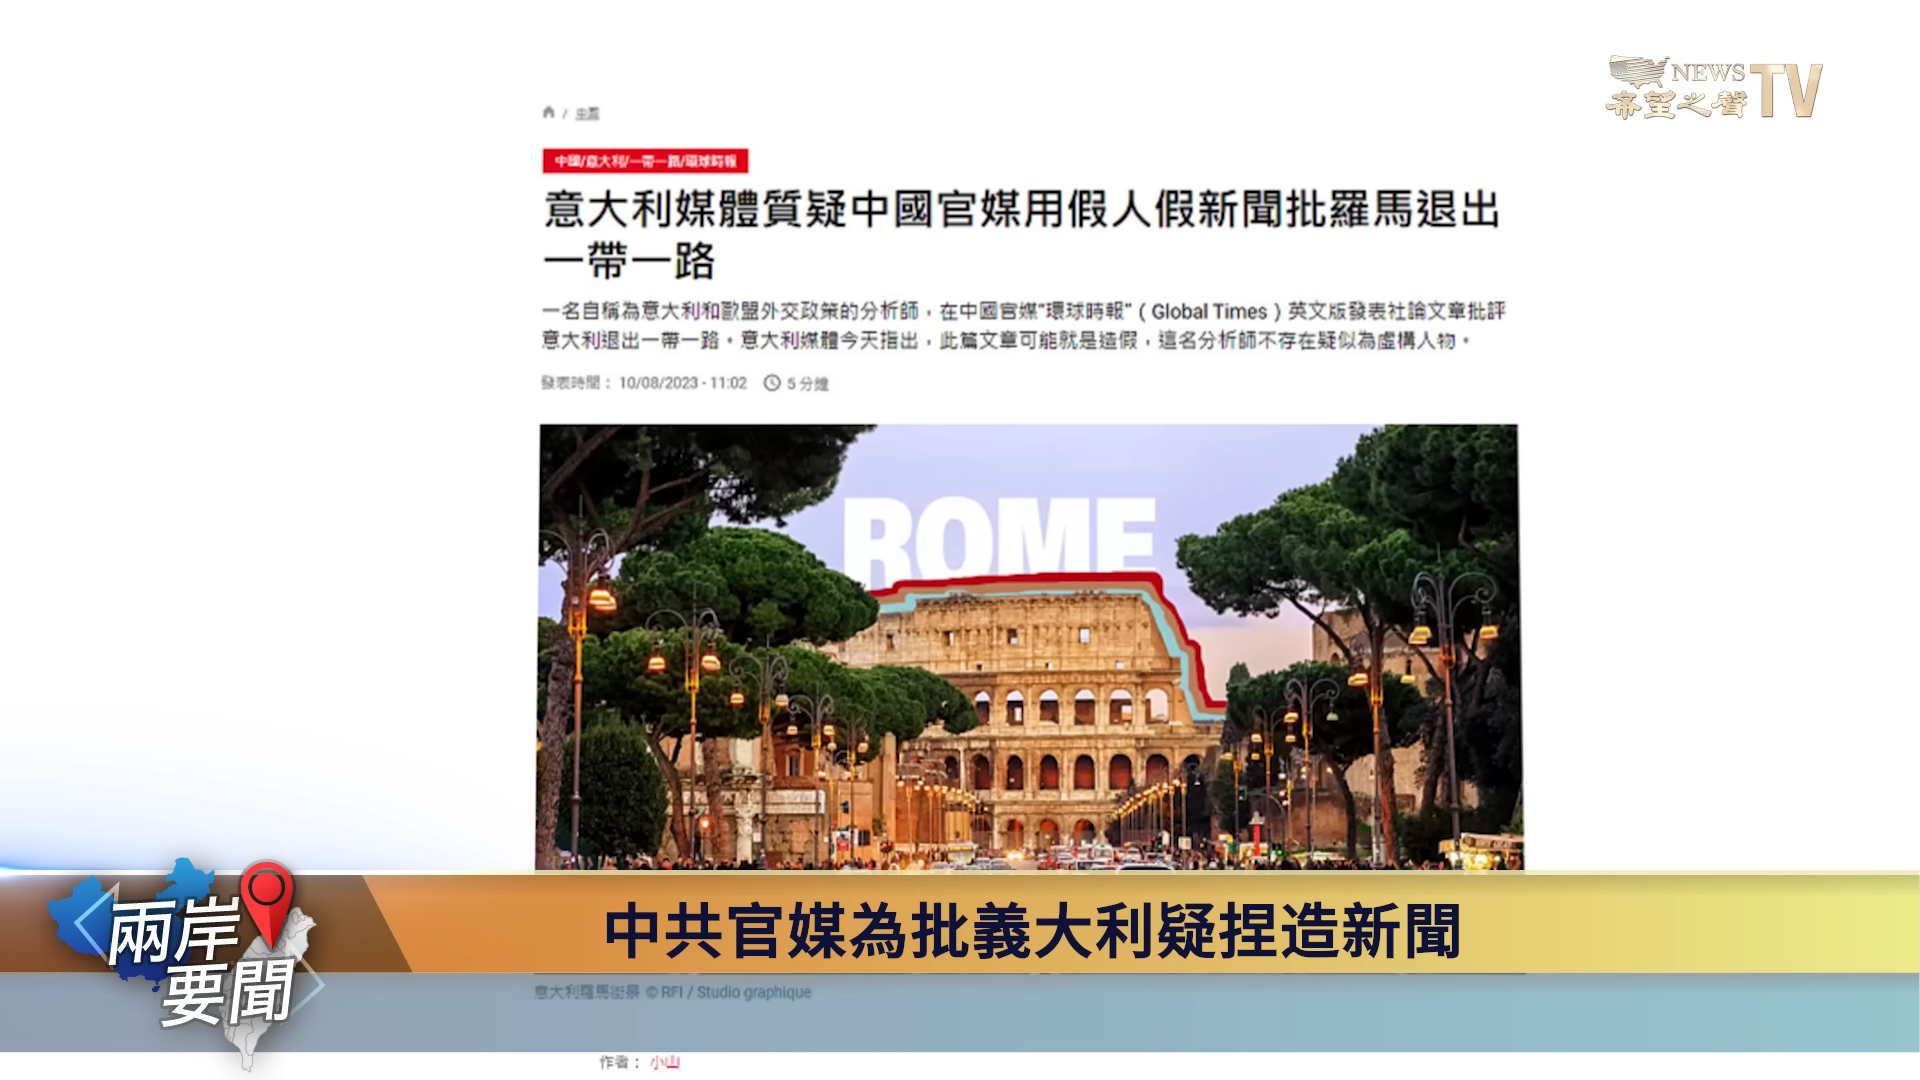 NEWS
希望之聲TV
/ 主頁
中國/意大利/一帶一路/環球時報
意大利媒體質疑中國官媒用假人假新聞批羅馬退出
一帶一路
一名自稱為意大利和歐盟外交政策的分析師，在中國官媒“環球時報”（Global Times）英文版發表社論文章批評
意大利退出一帶一路。意大利媒體今天指出，此篇文章可能就是造假，這名分析師不存在疑似為虛構人物。
發表時間： 10/08/2023 - 11:02 5 分鐘
ROME
中共官媒為批義大利疑捏造新聞
兩岸
要聞
意大利羅馬街景 © RFI / Studio graphique
作者： 小山